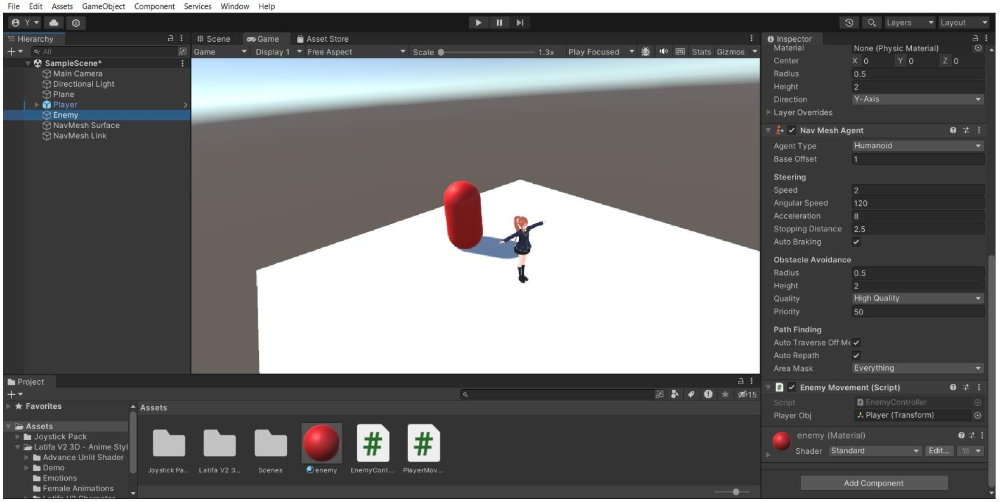 File Edit Assets GameObject Component Services Window Help
Y Layers Layout
Hierarchy
All
SampleScene*
Main Camera
Directional Light
Plane
Player
Enemy
NavMesh Surface
NavMesh Link
Scene Game Asset Store
Game Display 1 Free Aspect Scale 1.3x Play Focused Stats Gizmos
Inspector
Material None (Physic Material)
Center X 0 Y 0 Z 0
Radius 0.5
Height 2
Direction Y-Axis
Layer Overrides
Nav Mesh Agent
Agent Type Humanoid
Base Offset 1
Steering
Speed 2
Angular Speed 120
Acceleration 8
Stopping Distance 2.5
Auto Braking
Obstacle Avoidance
Radius 0.5
Height 2
Quality High Quality
Priority 50
Path Finding
Auto Traverse Off Me
Auto Repath
Area Mask Everything
Enemy Movement (Script)
Script # EnemyController
Player Obj Player (Transform)
enemy (Material)
Shader Standard Edit...
Add Component
Project
15
Favorites
Assets
Joystick Pack
Latifa V2 3D - Anime Styl
Advance Unlit Shader
Demo
Emotions
Female Animations
Latifa V2 Character
Assets
#
#
Joystick Pa... Latifa V2 3... Scenes enemy EnemyCont... PlayerMov...